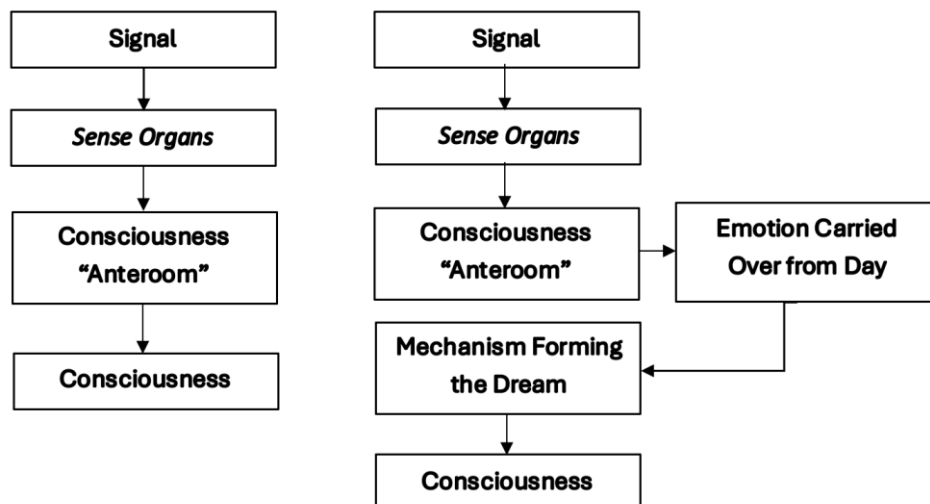 Signal
Sense Organs
Consciousness
“Anteroom”
Consciousness
Signal
Sense Organs
Consciousness
“Anteroom”
Emotion Carried
Over from Day
Mechanism Forming
the Dream
Consciousness